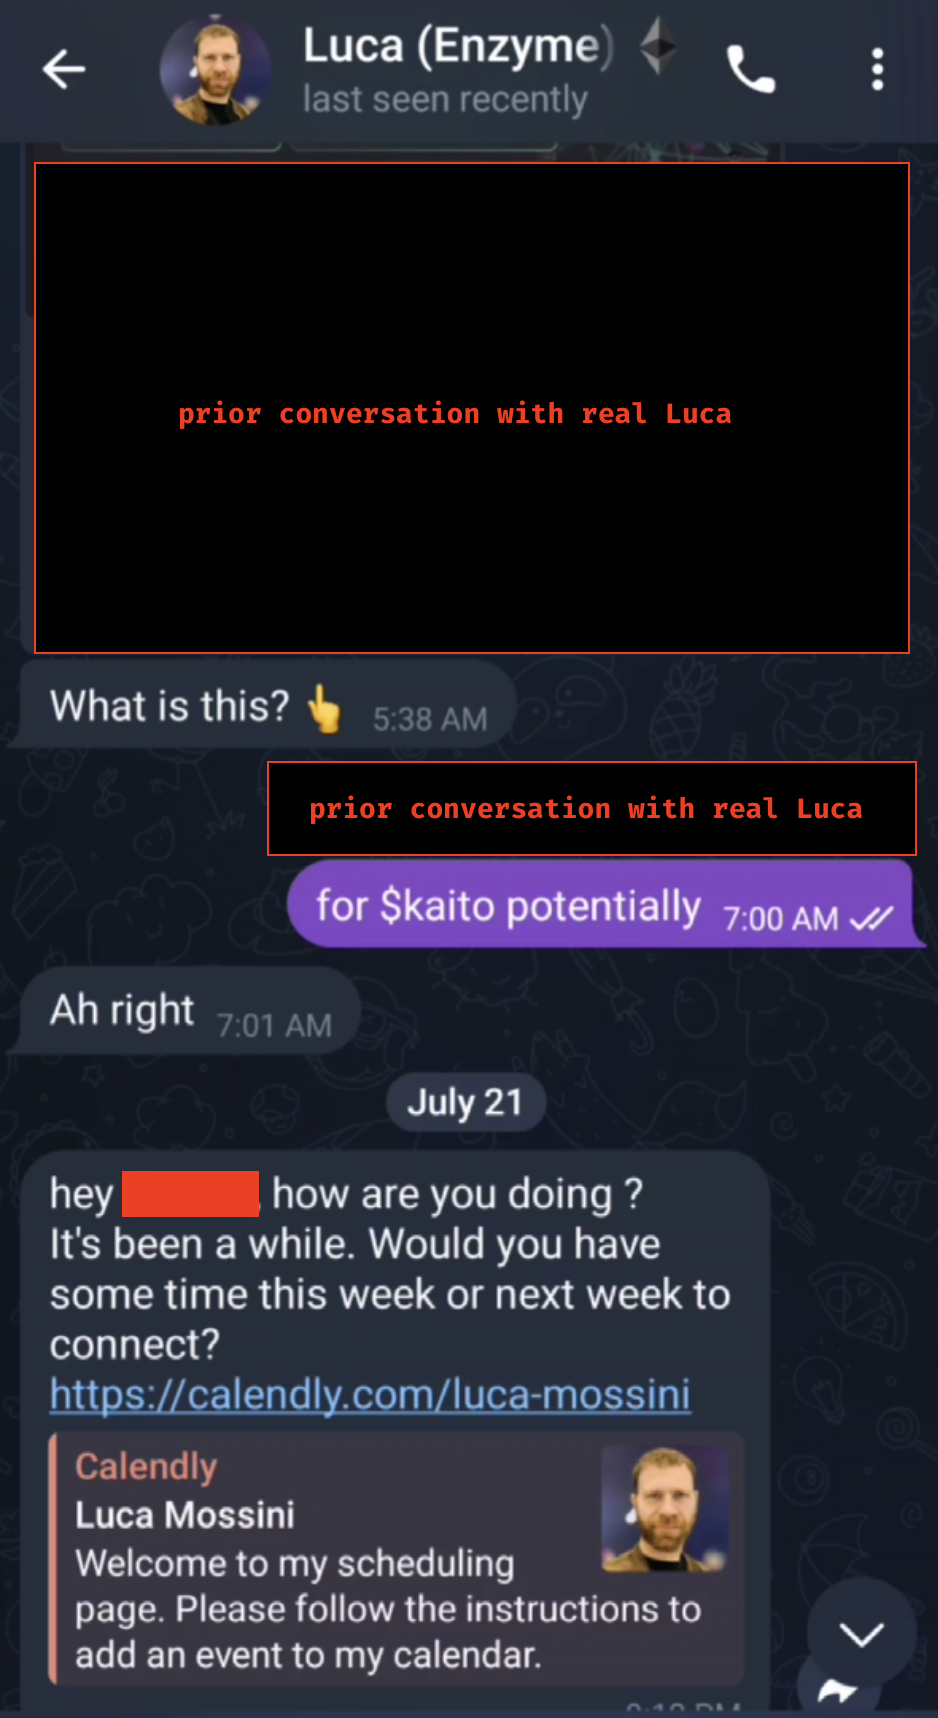 Luca (Enzyme)
last seen recently
prior conversation with real Luca
What is this? 👆 5:38 AM
prior conversation with real Luca
for $kaito potentially 7:00 AM
Ah right 7:01 AM
July 21
hey , how are you doing ?
It's been a while. Would you have
some time this week or next week to
connect?
https://calendly.com/luca-mossini
Calendly
Luca Mossini
Welcome to my scheduling
page. Please follow the instructions to
add an event to my calendar.